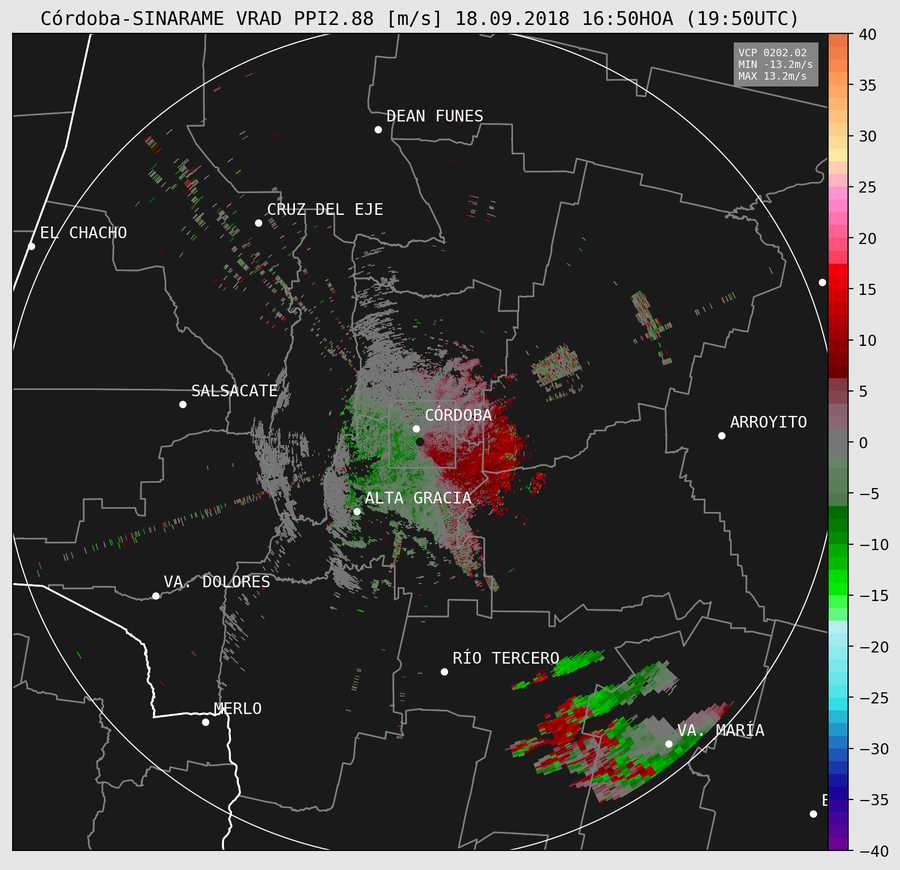 Córdoba-SINARAME VRAD PPI2.88 [m/s] 18.09.2018 16:50HOA (19:50UTC)
VCP 0202.02
MIN -13.2m/s
MAX 13.2m/s
DEAN FUNES
CRUZ DEL EJE
EL CHACHO
SALSACATE
CÓRDOBA
ARROYITO
ALTA GRACIA
VA. DOLORES
RÍO TERCERO
MERLO
VA. MARÍA
40
35
30
25
20
15
10
5
0
−5
−10
−15
−20
−25
−30
−35
−40